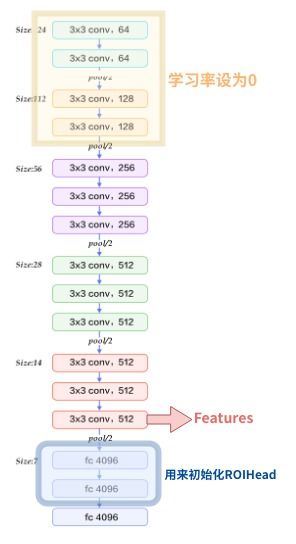 Size:224
3x3 conv, 64
3x3 conv, 64
pool/2
学习率设为0
Size:112
3x3 conv, 128
3x3 conv, 128
pool/2
Size:56
3x3 conv, 256
3x3 conv, 256
3x3 conv, 256
pool/2
Size:28
3x3 conv, 512
3x3 conv, 512
3x3 conv, 512
pool/2
Size:14
3x3 conv, 512
3x3 conv, 512
3x3 conv, 512
Features
pool/2
Size:7
fc 4096
用来初始化ROIHead
fc 4096
fc 4096